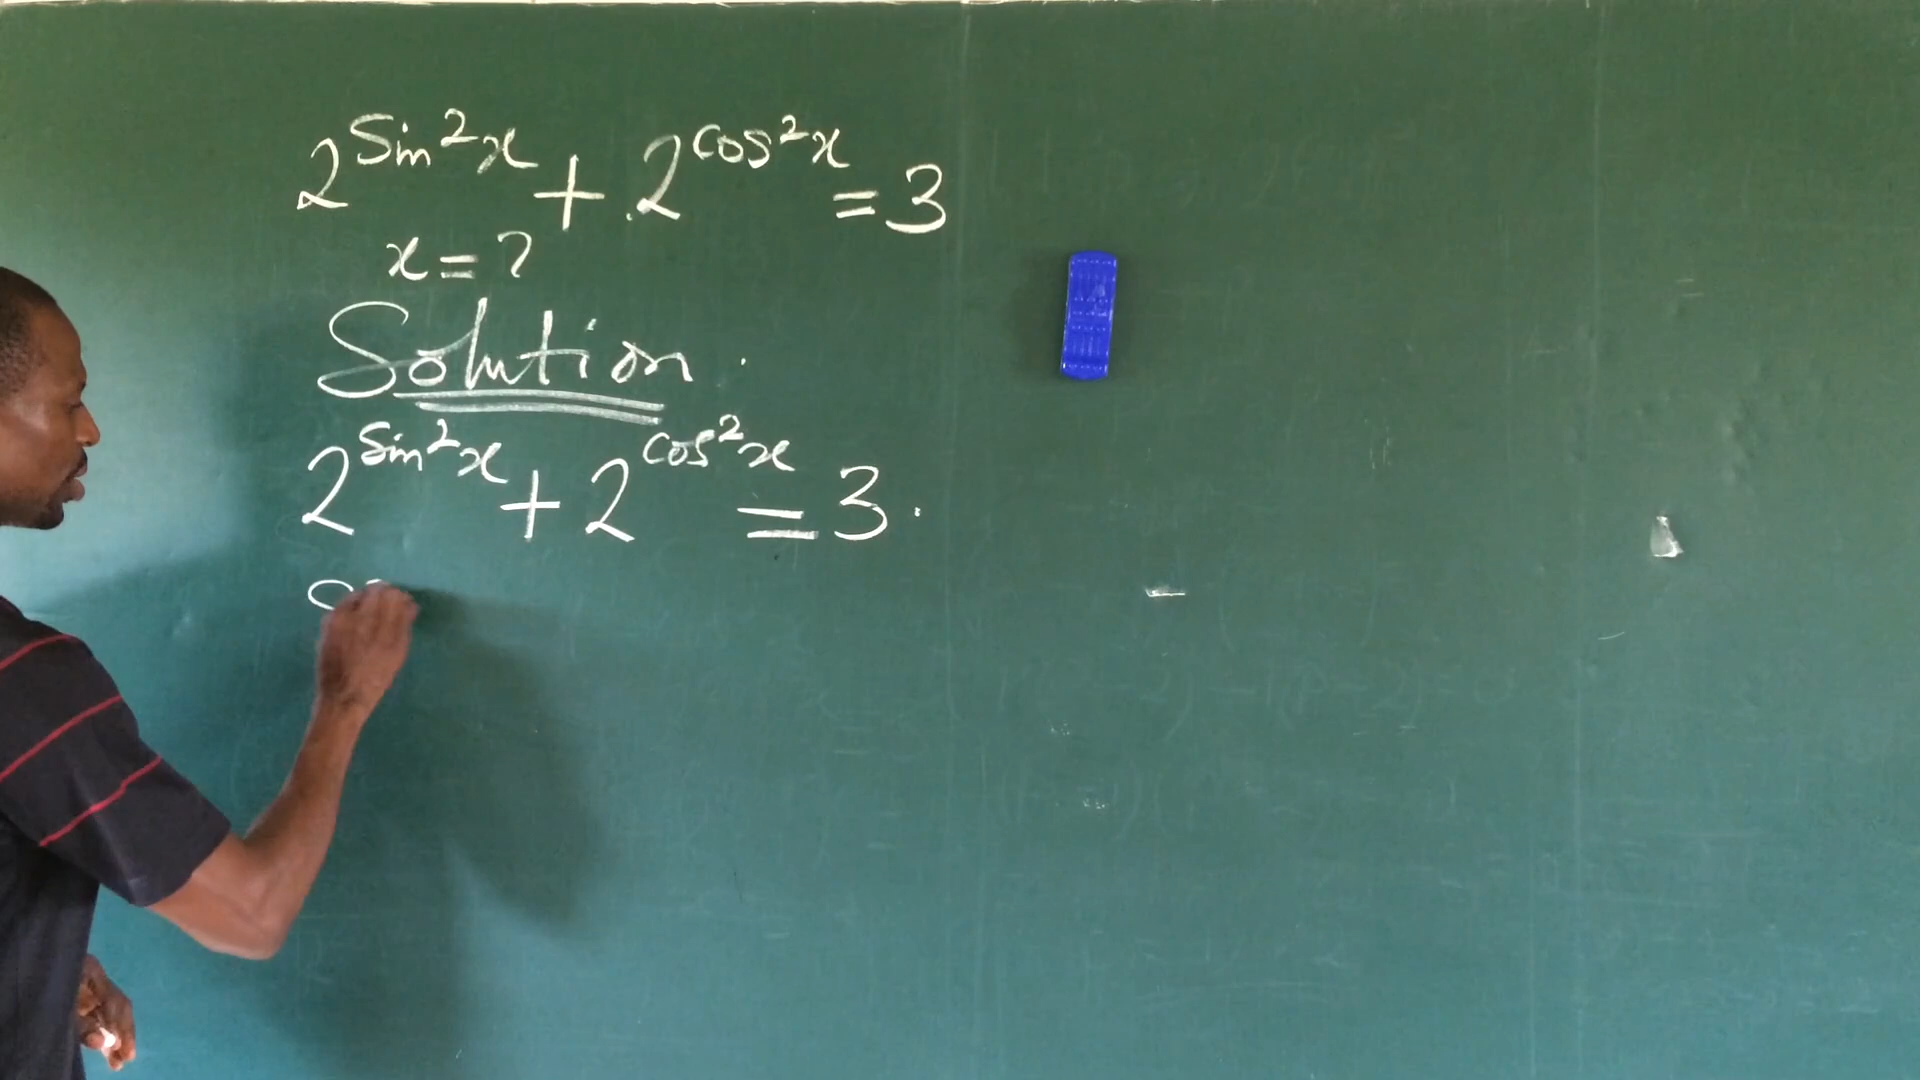 2^sin²x + 2^cos²x = 3
x = ?
Solution
2^sin²x + 2^cos²x = 3.